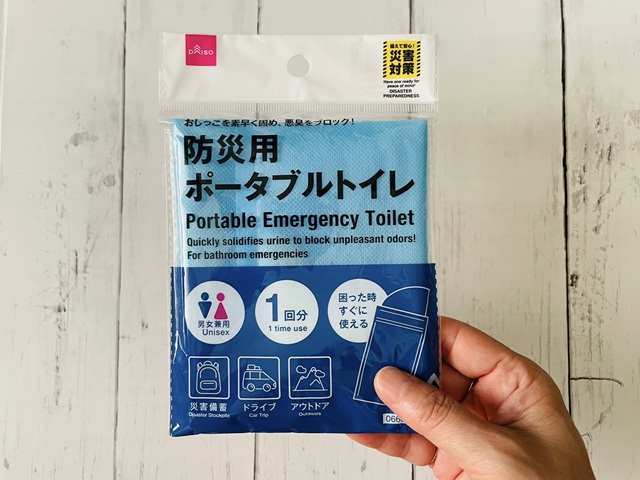 DAISO
備えて安心!
災害
対策
Have one ready for
peace of mind*
DISASTER
PREPAREDNESS
おしっこを素早く固め、悪臭をブロック!
防災用
ポータブルトイレ
Portable Emergency Toilet
Quickly solidifies urine to block unpleasant odors!
For bathroom emergencies
男女兼用
Unisex
1回分
1 time use
困った時
すぐに
使える
災害備蓄
Disaster Stockpile
ドライブ
Car Trip
アウトドア
Outdoors